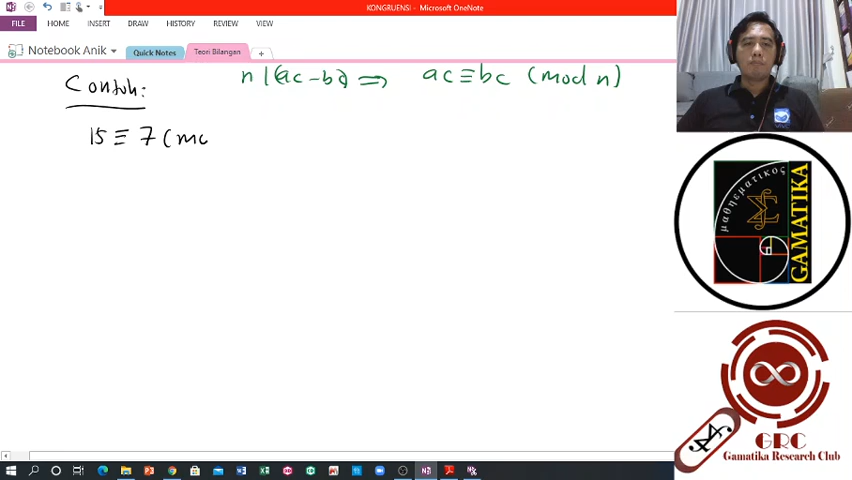 KONGRUENSI - Microsoft OneNote
FILE HOME INSERT DRAW HISTORY REVIEW VIEW
Notebook Anik Quick Notes Teori Bilangan
Contoh: n | (ac - bc) ⇒ ac ≡ bc (mod n)
15 ≡ 7 (mo
μαθηεματικος
GAMATIKA
GRC
Gamatika Research Club